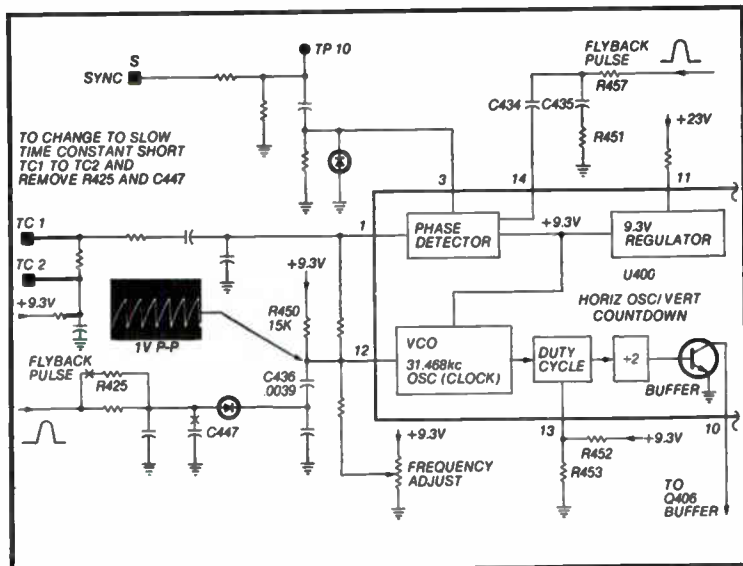 TP 10
S
SYNC
FLYBACK
PULSE
R457
C434
C435
R451
+23V
TO CHANGE TO SLOW
TIME CONSTANT SHORT
TC1 TO TC2 AND
REMOVE R425 AND C447
3
14
11
TC 1
1
PHASE
DETECTOR
+9.3V
9.3V
REGULATOR
U400
TC 2
+9.3V
+9.3V
R450
15K
1V P-P
HORIZ OSC/VERT
COUNTDOWN
12
VCO
31.468kc
OSC (CLOCK)
DUTY
CYCLE
÷2
BUFFER
FLYBACK
PULSE
R425
C436
.0039
C447
+9.3V
FREQUENCY
ADJUST
13
+9.3V
R452
R453
10
TO
Q406
BUFFER